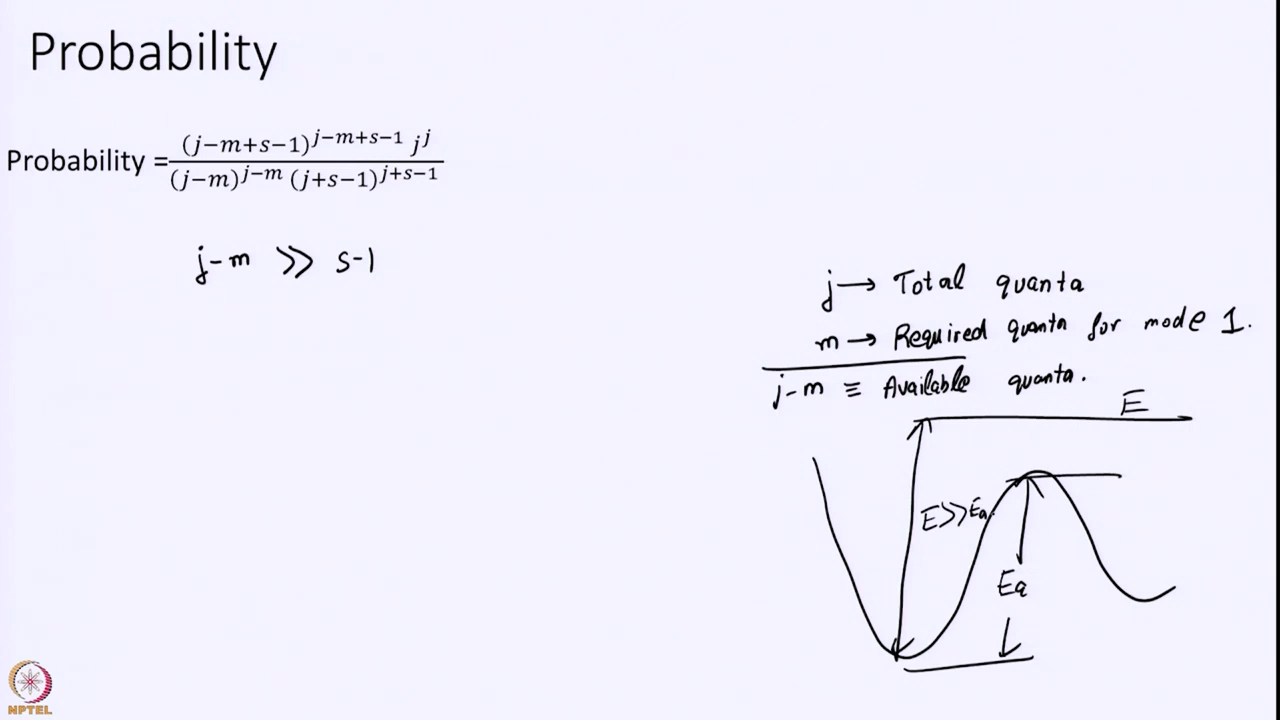 Probability
Probability = \frac{(j−m+s−1)^{j−m+s−1} j^j}{(j−m)^{j−m} (j+s−1)^{j+s−1}}
j-m >> s-1
j → Total quanta
m → Required quanta for mode 1.
j-m ≡ Available quanta.
E
E>>Ea
Ea
NPTEL